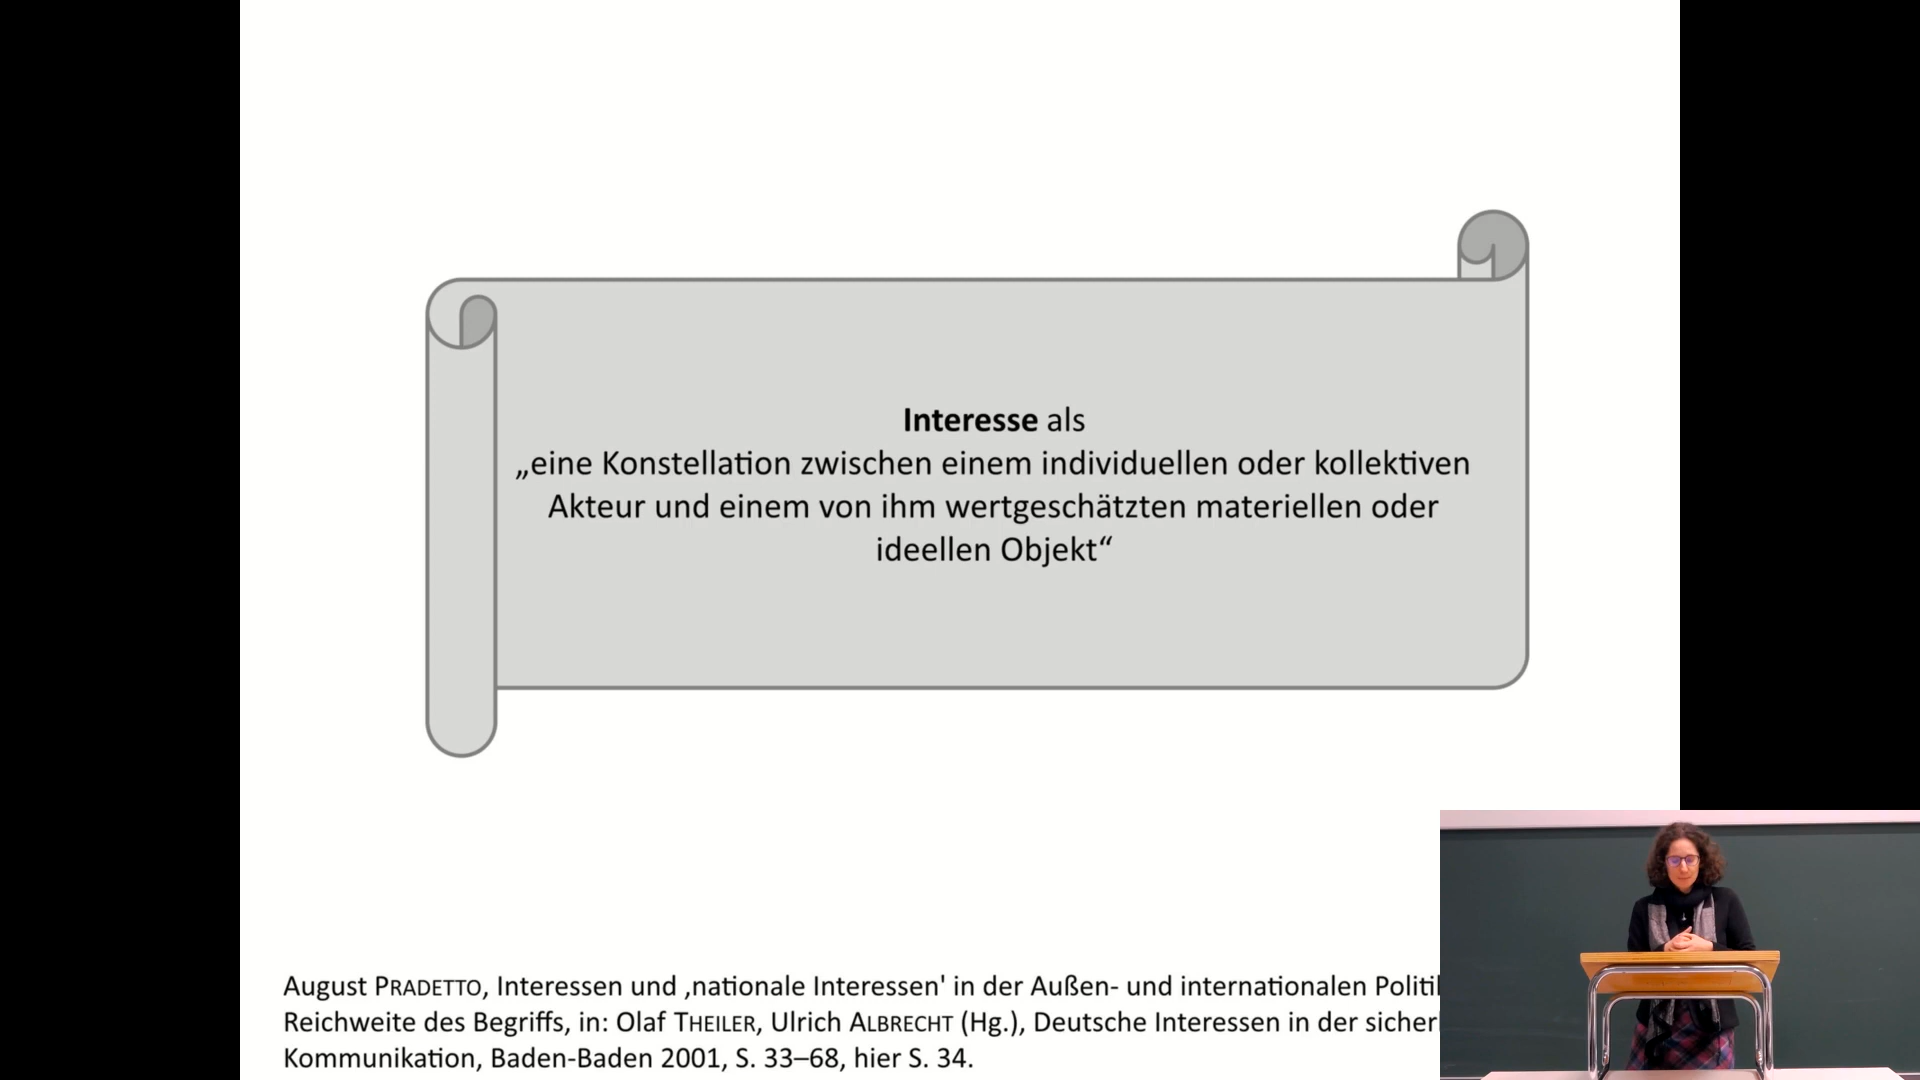 Interesse als
„eine Konstellation zwischen einem individuellen oder kollektiven
Akteur und einem von ihm wertgeschätzten materiellen oder
ideellen Objekt“
August PRADETTO, Interessen und ‚nationale Interessen' in der Außen- und internationalen
Reichweite des Begriffs, in: Olaf THEILER, Ulrich ALBRECHT (Hg.), Deutsche Interessen in der
Kommunikation, Baden-Baden 2001, S. 33–68, hier S. 34.